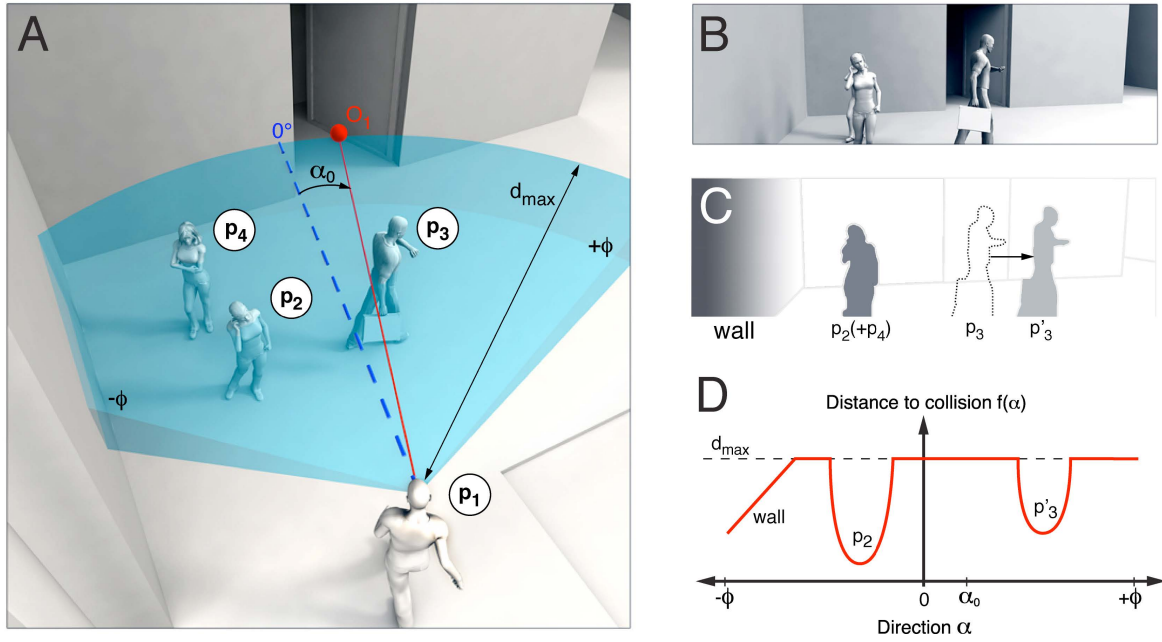 A
0°
O₁
α₀
dmax
p₄
p₃
+ϕ
p₂
-ϕ
p₁
B
C
wall
p₂(+p₄)
p₃
p'₃
D
Distance to collision f(α)
dmax
wall
p₂
p'₃
-ϕ
0
α₀
+ϕ
Direction α